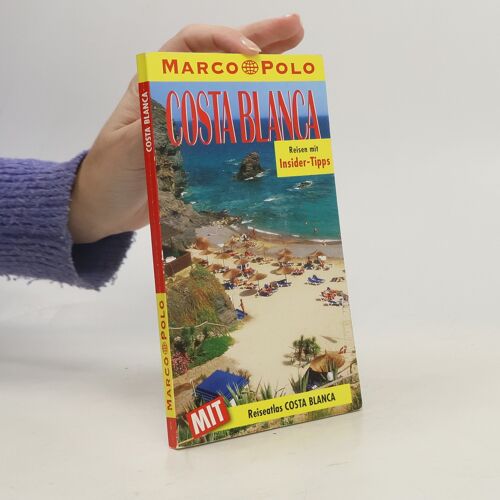 MARCO POLO
COSTA BLANCA
Reisen mit
Insider-Tipps
MIT
Reiseatlas COSTA BLANCA
COSTA BLANCA
MARCO POLO